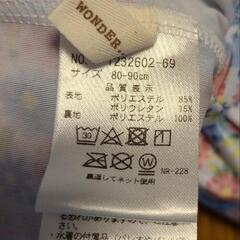 WONDER
NO. 1232602-69
サイズ 80-90cm
品質表示
表地 ポリエステル 85%
ポリウレタン 15%
裏地 ポリエステル 100%
30
W
NR-228
裏返してネット使用